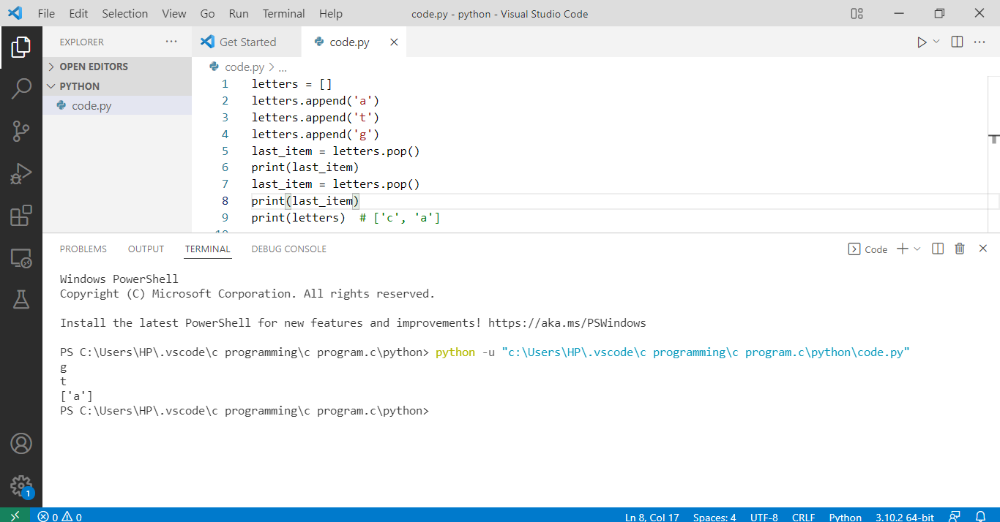 File Edit Selection View Go Run Terminal Help code.py - python - Visual Studio Code
EXPLORER ··· Get Started code.py
OPEN EDITORS
PYTHON
code.py
code.py > ...
1 letters = []
2 letters.append('a')
3 letters.append('t')
4 letters.append('g')
5 last_item = letters.pop()
6 print(last_item)
7 last_item = letters.pop()
8 print(last_item)
9 print(letters)  # ['c', 'a']
10
PROBLEMS OUTPUT TERMINAL DEBUG CONSOLE Code
Windows PowerShell
Copyright (C) Microsoft Corporation. All rights reserved.
Install the latest PowerShell for new features and improvements! https://aka.ms/PSWindows
PS C:\Users\HP\.vscode\c programming\c program.c\python> python -u "c:\Users\HP\.vscode\c programming\c program.c\python\code.py"
g
t
['a']
PS C:\Users\HP\.vscode\c programming\c program.c\python>
1
0 0 Ln 8, Col 17 Spaces: 4 UTF-8 CRLF Python 3.10.2 64-bit